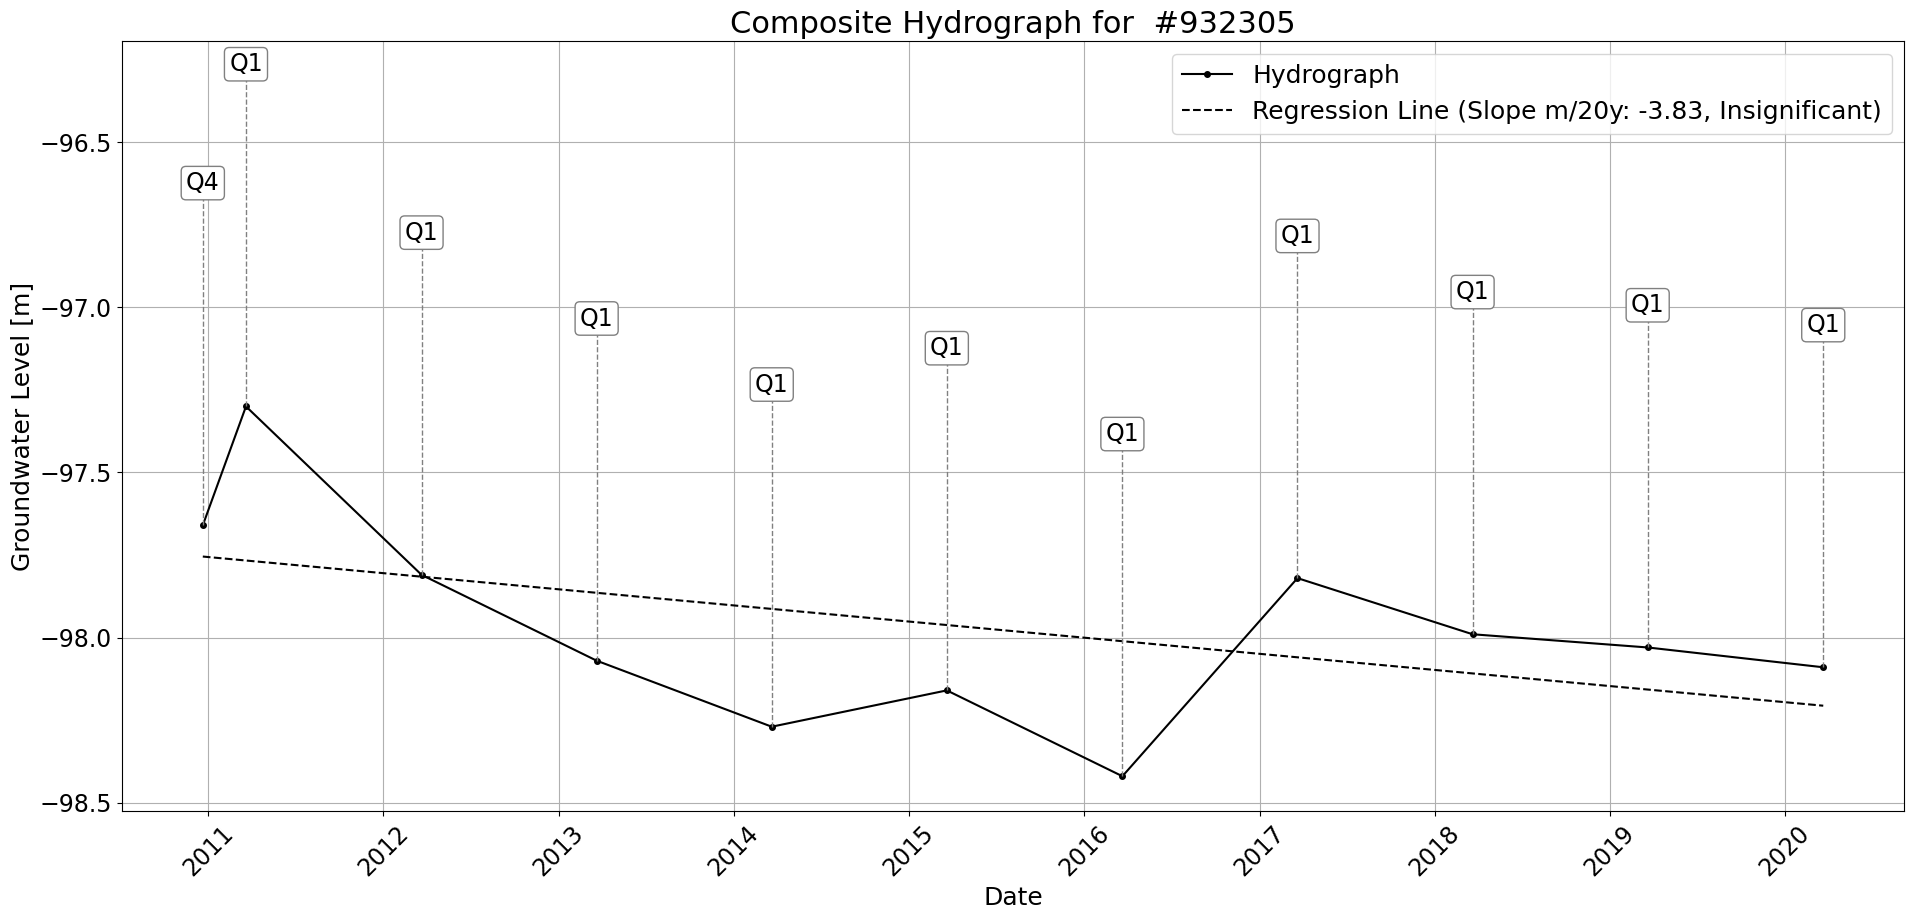 Composite Hydrograph for  #932305
Hydrograph
Regression Line (Slope m/20y: -3.83, Insignificant)
Groundwater Level [m]
−96.5
−97.0
−97.5
−98.0
−98.5
Q4
Q1
Q1
Q1
Q1
Q1
Q1
Q1
Q1
Q1
Q1
2011
2012
2013
2014
2015
2016
2017
2018
2019
2020
Date